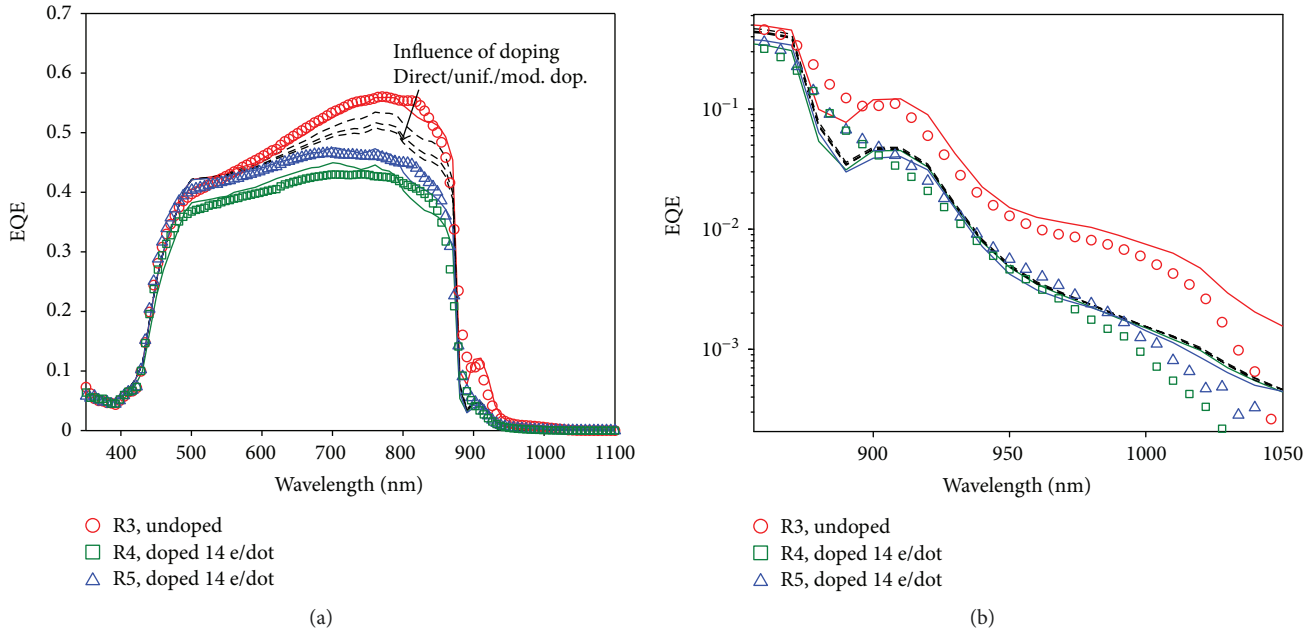 0.7
0.6
0.5
0.4
0.3
0.2
0.1
0
EQE
Influence of doping
Direct/unif./mod. dop.
400 500 600 700 800 900 1000 1100
Wavelength (nm)
R3, undoped
R4, doped 14 e/dot
R5, doped 14 e/dot
(a)
10⁻¹
10⁻²
10⁻³
EQE
900 950 1000 1050
Wavelength (nm)
R3, undoped
R4, doped 14 e/dot
R5, doped 14 e/dot
(b)